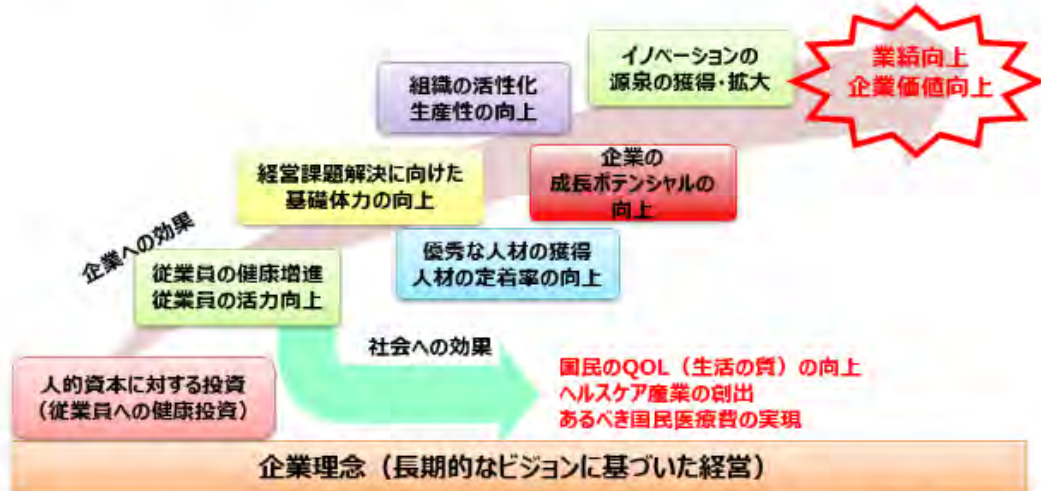 イノベーションの
源泉の獲得・拡大
業績向上
企業価値向上
組織の活性化
生産性の向上
経営課題解決に向けた
基礎体力の向上
企業の
成長ポテンシャルの
向上
企業への効果
優秀な人材の獲得
人材の定着率の向上
従業員の健康増進
従業員の活力向上
社会への効果
国民のQOL（生活の質）の向上
ヘルスケア産業の創出
あるべき国民医療費の実現
人的資本に対する投資
（従業員への健康投資）
企業理念（長期的なビジョンに基づいた経営）